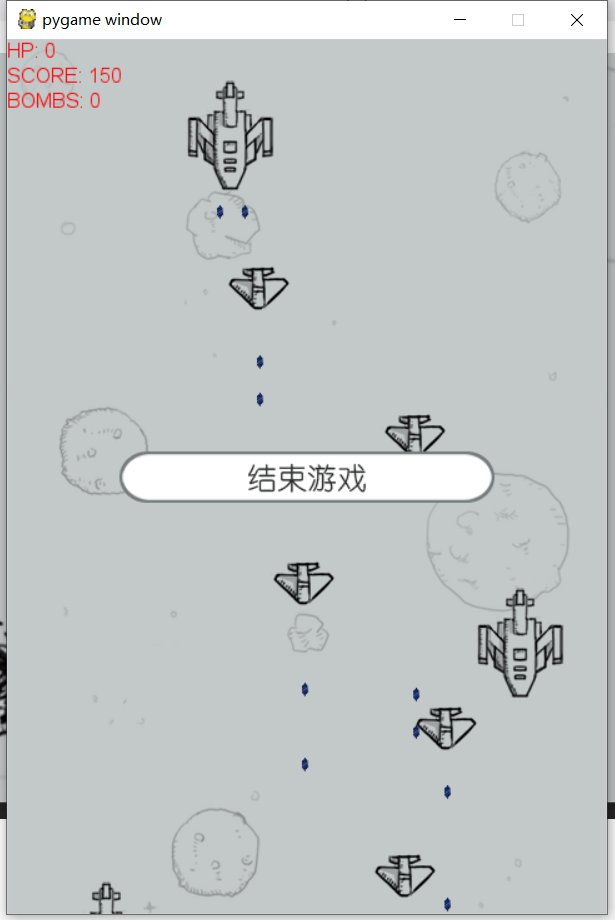 pygame window
HP: 0
SCORE: 150
BOMBS: 0
结束游戏